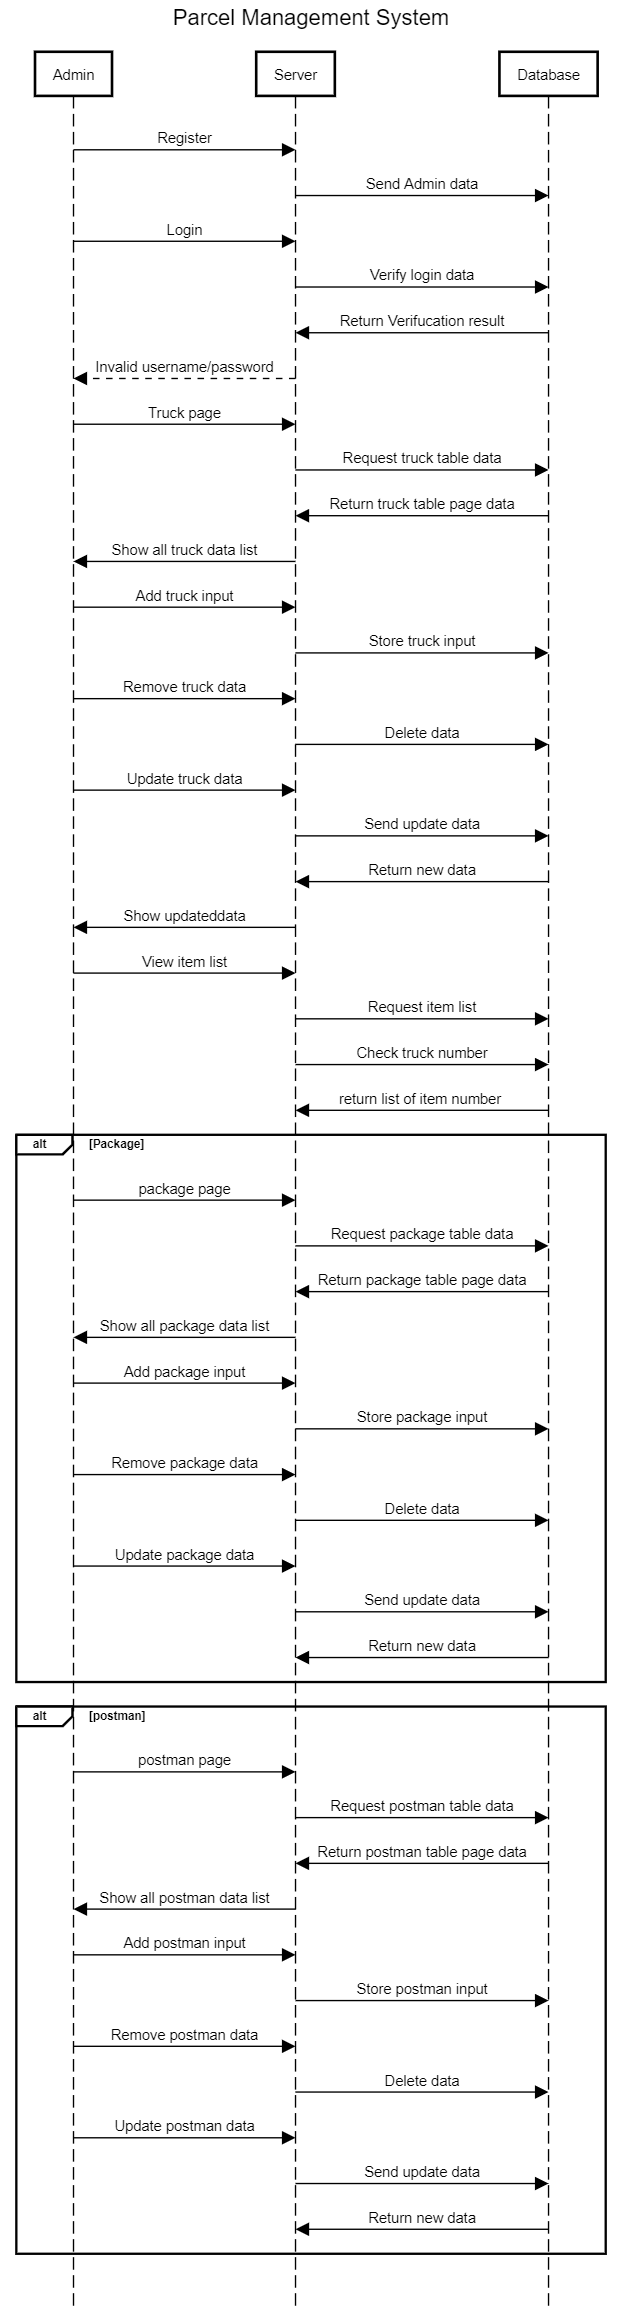 Parcel Management System
Admin
Server
Database
Register
Send Admin data
Login
Verify login data
Return Verifucation result
Invalid username/password
Truck page
Request truck table data
Return truck table page data
Show all truck data list
Add truck input
Store truck input
Remove truck data
Delete data
Update truck data
Send update data
Return new data
Show updateddata
View item list
Request item list
Check truck number
return list of item number
alt [Package]
package page
Request package table data
Return package table page data
Show all package data list
Add package input
Store package input
Remove package data
Delete data
Update package data
Send update data
Return new data
alt [postman]
postman page
Request postman table data
Return postman table page data
Show all postman data list
Add postman input
Store postman input
Remove postman data
Delete data
Update postman data
Send update data
Return new data